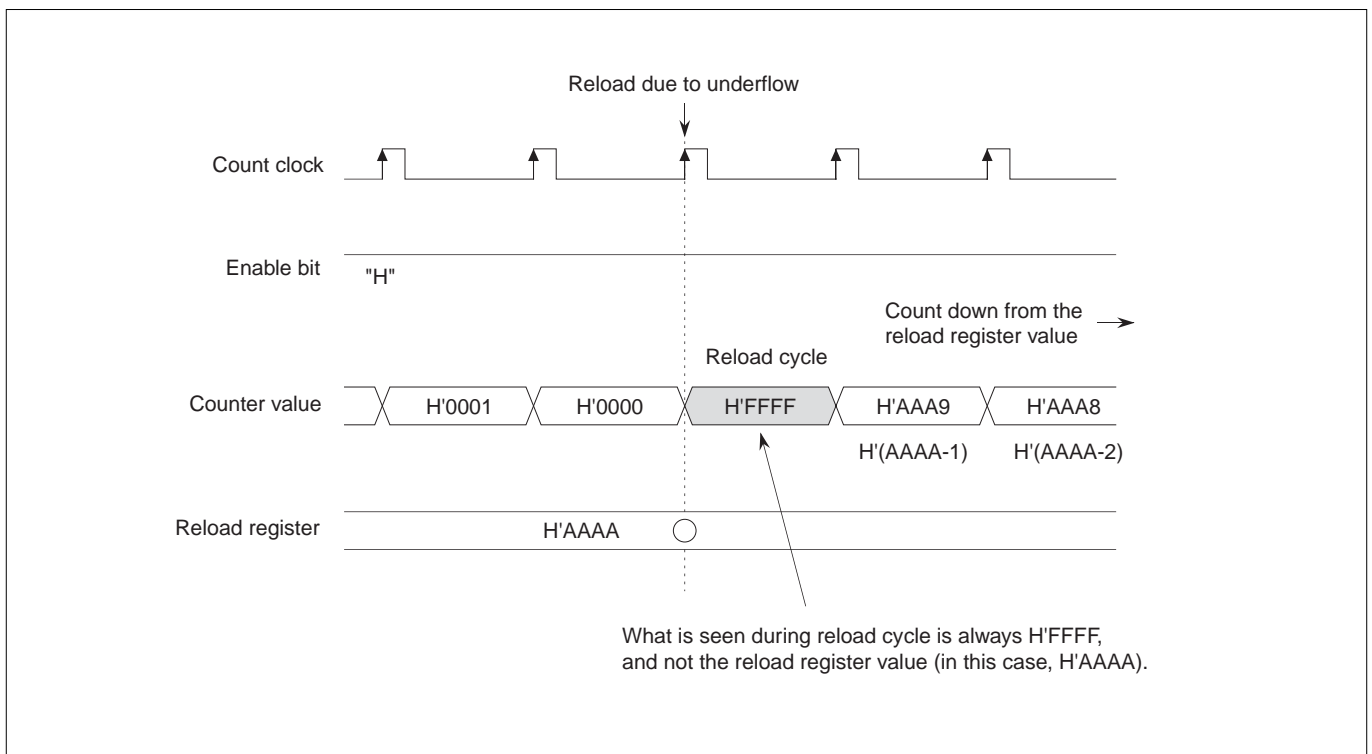 Reload due to underflow
Count clock
Enable bit
"H"
Count down from the
reload register value
Reload cycle
Counter value
H'0001
H'0000
H'FFFF
H'AAA9
H'AAA8
H'(AAAA-1)
H'(AAAA-2)
Reload register
H'AAAA
What is seen during reload cycle is always H'FFFF,
and not the reload register value (in this case, H'AAAA).